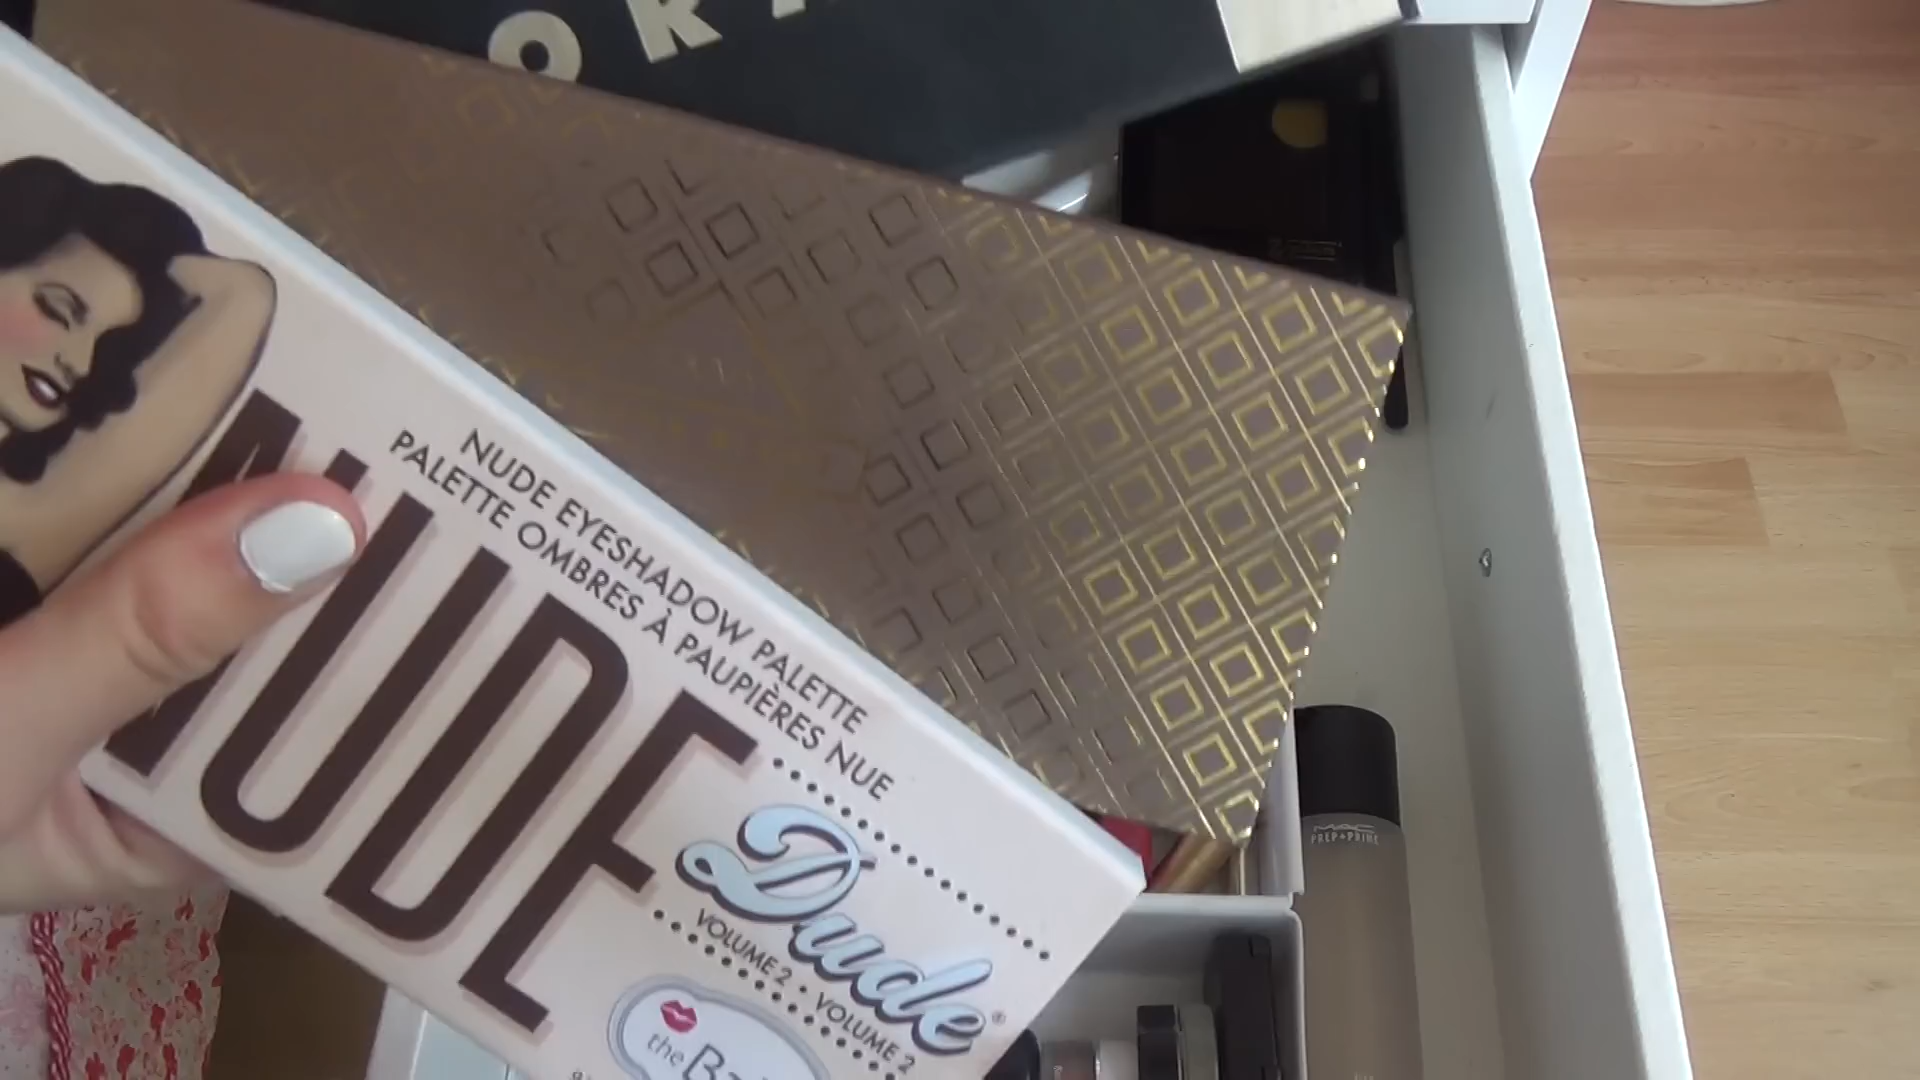 NUDE EYESHADOW PALETTE
PALETTE OMBRES À PAUPIÈRES NUE
NUDE
Dude®
VOLUME 2 • VOLUME 2
the
MAC
PREP+PRIME